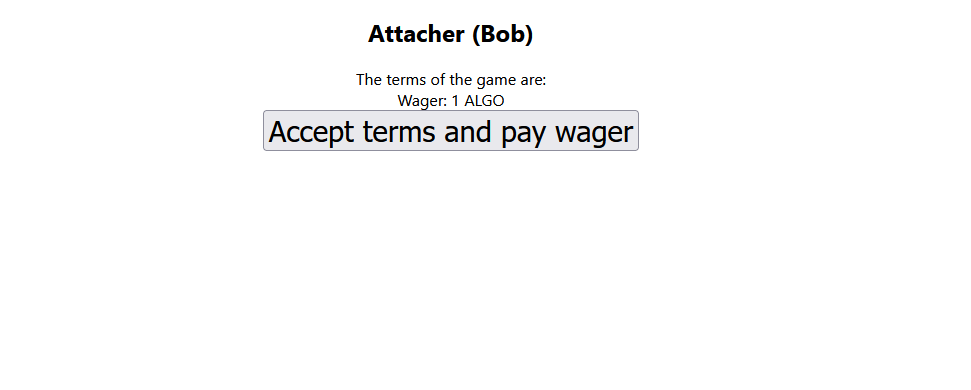 Attacher (Bob)
The terms of the game are:
Wager: 1 ALGO
Accept terms and pay wager